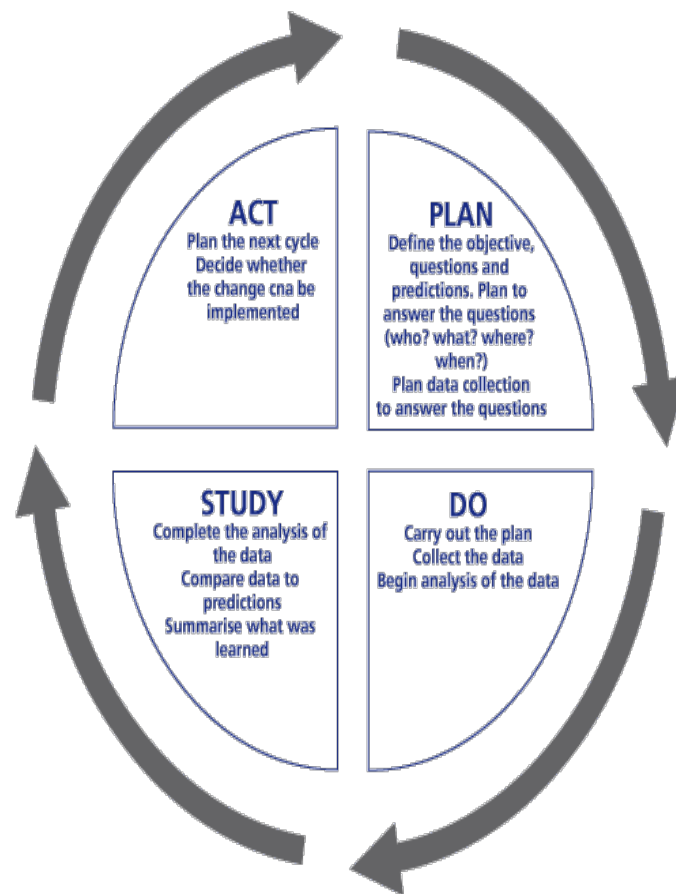 ACT
Plan the next cycle
Decide whether
the change cna be
implemented
PLAN
Define the objective,
questions and
predictions. Plan to
answer the questions
(who? what? where?
when?)
Plan data collection
to answer the questions
STUDY
Complete the analysis of
the data
Compare data to
predictions
Summarise what was
learned
DO
Carry out the plan
Collect the data
Begin analysis of the data